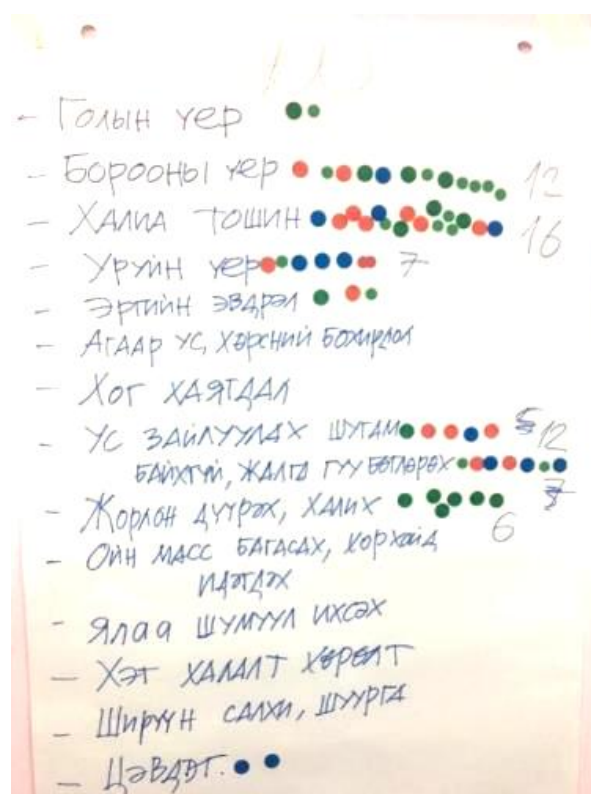 - Голын үер
- Борооны үер 12
- Халиа тошин 16
- Уруйн үер 7
- Эргийн эвдрэл
- Агаар ус, хөрсний бохирдол
- Хог хаягдал
- Ус зайлуулах шугам 12
байхгүй, жалга гуу бөглөрөх
- Жорлон дүүрэх, халих 6
- Ойн масс багасах, хорхойд
идэгдэх
- Ялаа шумуул ихсэх
- Хэт халалт хөрөлт
- Ширүүн салхи, шуурга
- Цэвдэг.